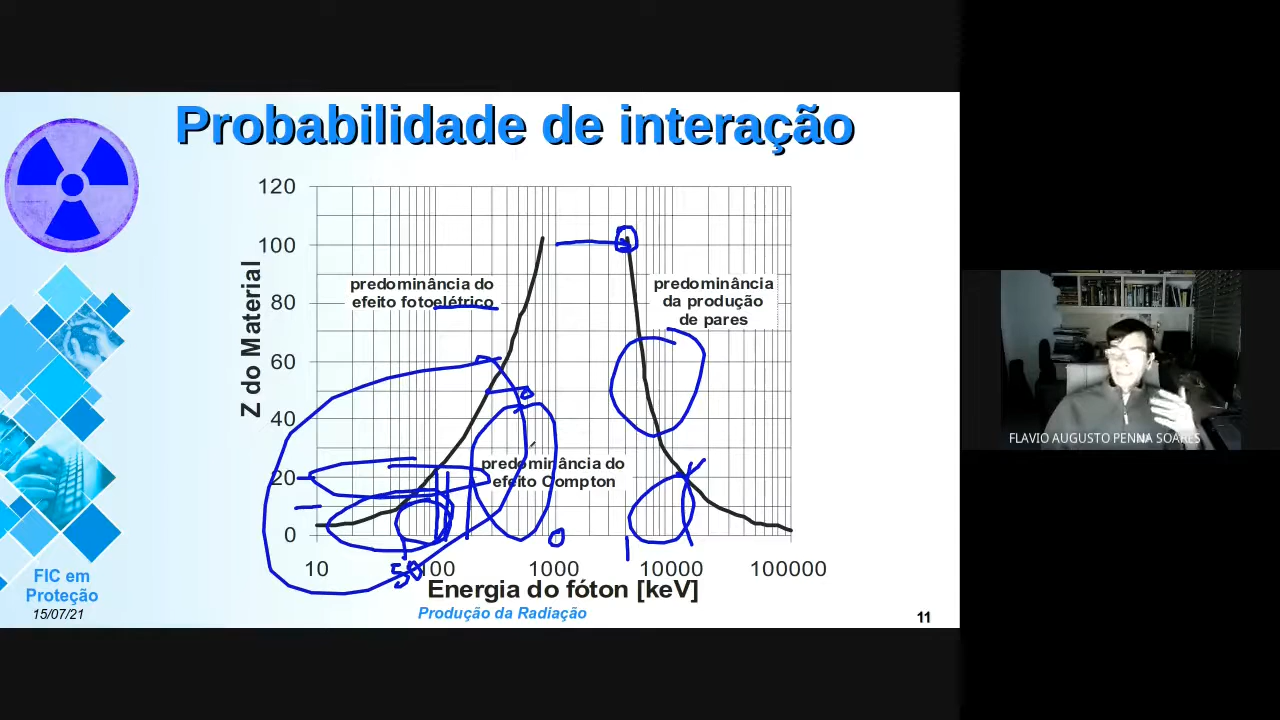 Probabilidade de interação
120
100
80
60
40
20
0
Z do Material
predominância do
efeito fotoelétrico
predominância
da produção
de pares
predominância do
efeito Compton
50
10
100
1000
10000
100000
Energia do fóton [keV]
FIC em
Proteção
15/07/21
Produção da Radiação
11
FLAVIO AUGUSTO PENNA SOARES